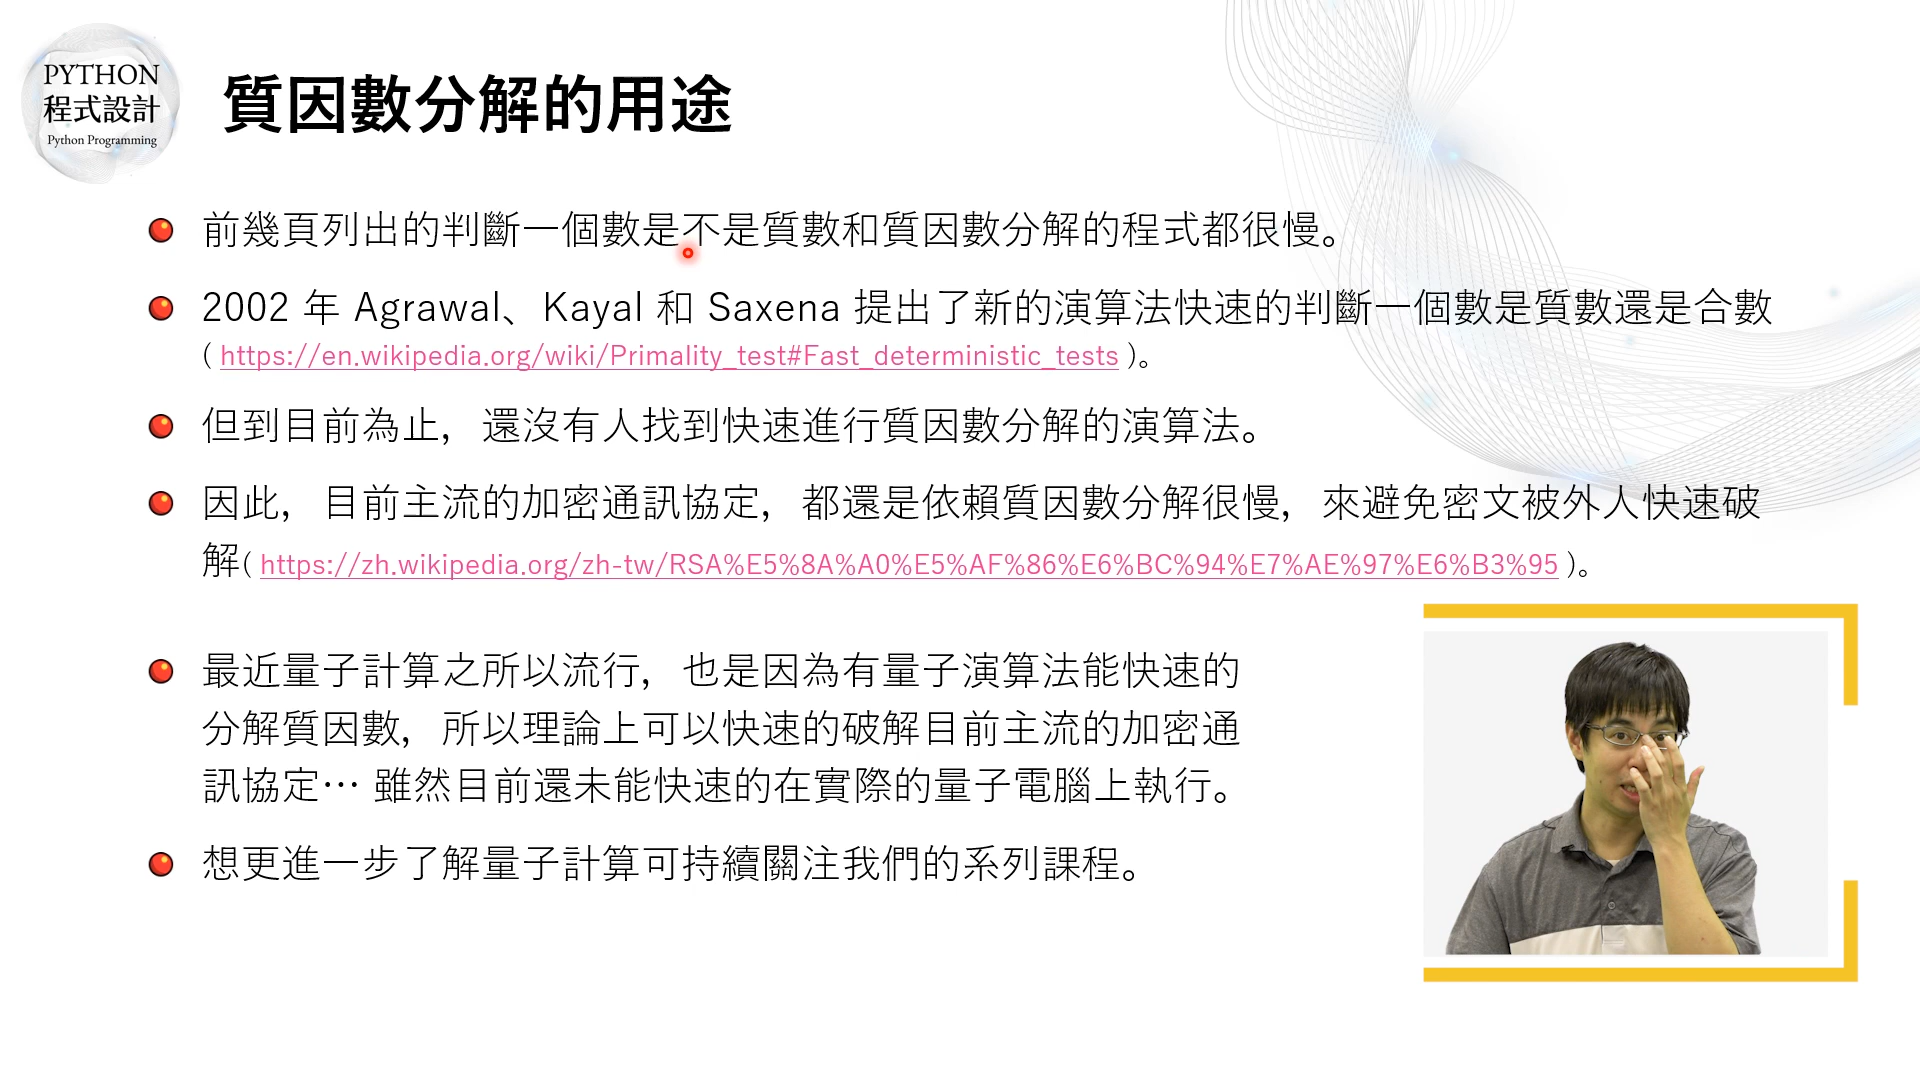 PYTHON
程式設計
Python Programming
質因數分解的用途
前幾頁列出的判斷一個數是不是質數和質因數分解的程式都很慢。
2002 年 Agrawal、Kayal 和 Saxena 提出了新的演算法快速的判斷一個數是質數還是合數
( https://en.wikipedia.org/wiki/Primality_test#Fast_deterministic_tests )。
但到目前為止，還沒有人找到快速進行質因數分解的演算法。
因此，目前主流的加密通訊協定，都還是依賴質因數分解很慢，來避免密文被外人快速破
解( https://zh.wikipedia.org/zh-tw/RSA%E5%8A%A0%E5%AF%86%E6%BC%94%E7%AE%97%E6%B3%95 )。
最近量子計算之所以流行，也是因為有量子演算法能快速的
分解質因數，所以理論上可以快速的破解目前主流的加密通
訊協定… 雖然目前還未能快速的在實際的量子電腦上執行。
想更進一步了解量子計算可持續關注我們的系列課程。